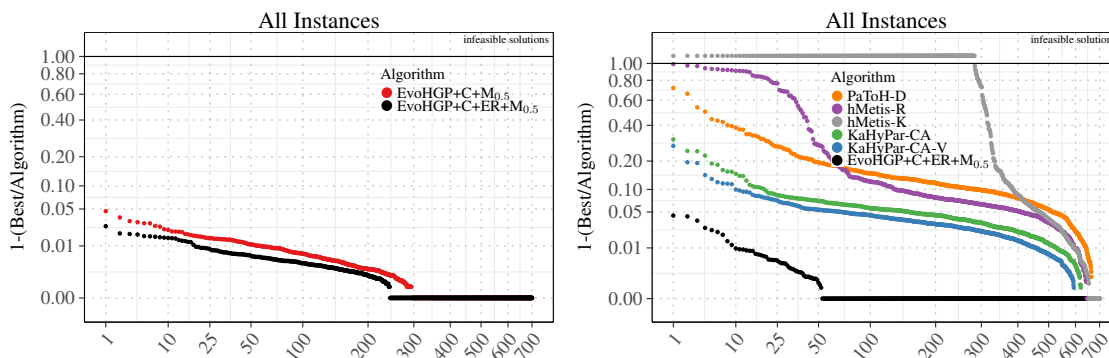 All Instances
infeasible solutions
1-(Best/Algorithm)
1.00
0.80
0.60
0.40
0.20
0.10
0.05
0.01
0.00
Algorithm
EvoHGP+C+M0.5
EvoHGP+C+ER+M0.5
1 10 25 50 100 200 300 400 500 600 700
All Instances
infeasible solution
1-(Best/Algorithm)
1.00
0.80
0.60
0.40
0.20
0.10
0.05
0.01
0.00
Algorithm
PaToH-D
hMetis-R
hMetis-K
KaHyPar-CA
KaHyPar-CA-V
EvoHGP+C+ER+M0.5
1 10 25 50 100 200 300 400 500 600 700